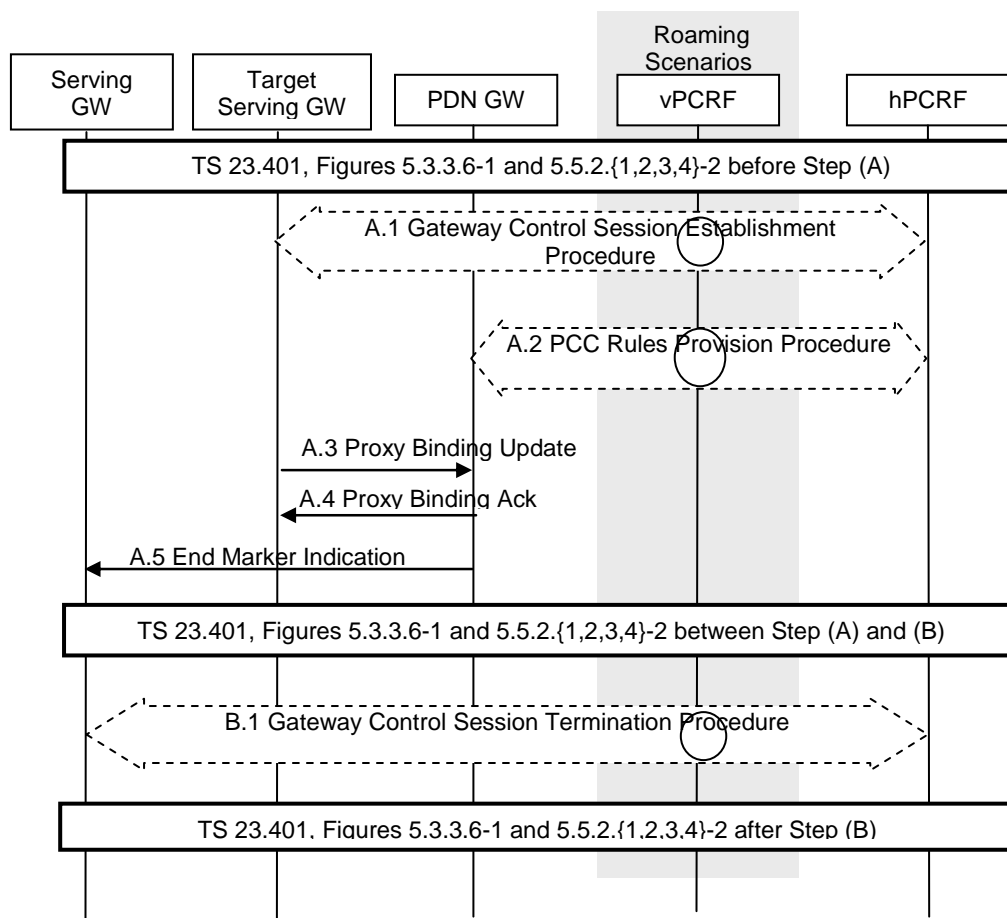 Roaming
Scenarios
Serving
GW
Target
Serving GW
PDN GW
vPCRF
hPCRF
TS 23.401, Figures 5.3.3.6-1 and 5.5.2.{1,2,3,4}-2 before Step (A)
A.1 Gateway Control Session Establishment
Procedure
A.2 PCC Rules Provision Procedure
A.3 Proxy Binding Update
A.4 Proxy Binding Ack
A.5 End Marker Indication
TS 23.401, Figures 5.3.3.6-1 and 5.5.2.{1,2,3,4}-2 between Step (A) and (B)
B.1 Gateway Control Session Termination Procedure
TS 23.401, Figures 5.3.3.6-1 and 5.5.2.{1,2,3,4}-2 after Step (B)